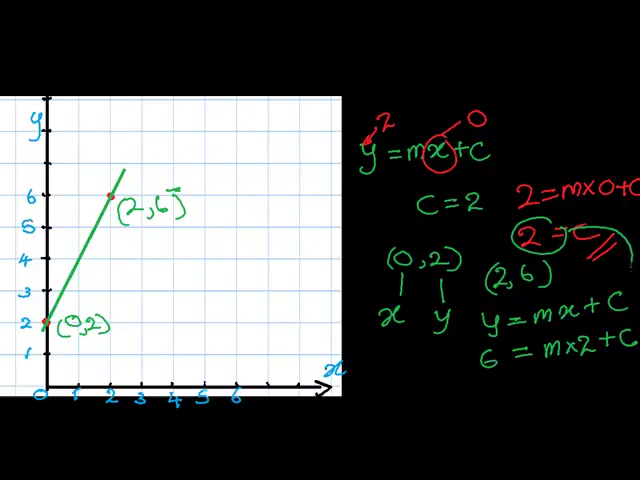 y
6
(2,6)
5
4
3
2
(0,2)
1
0 1 2 3 4 5 6
x
2 0
y = mx + c
c = 2
2 = m×0+c
2 = c
(0,2)
x y
(2,6)
y = mx + c
6 = m×2 + c